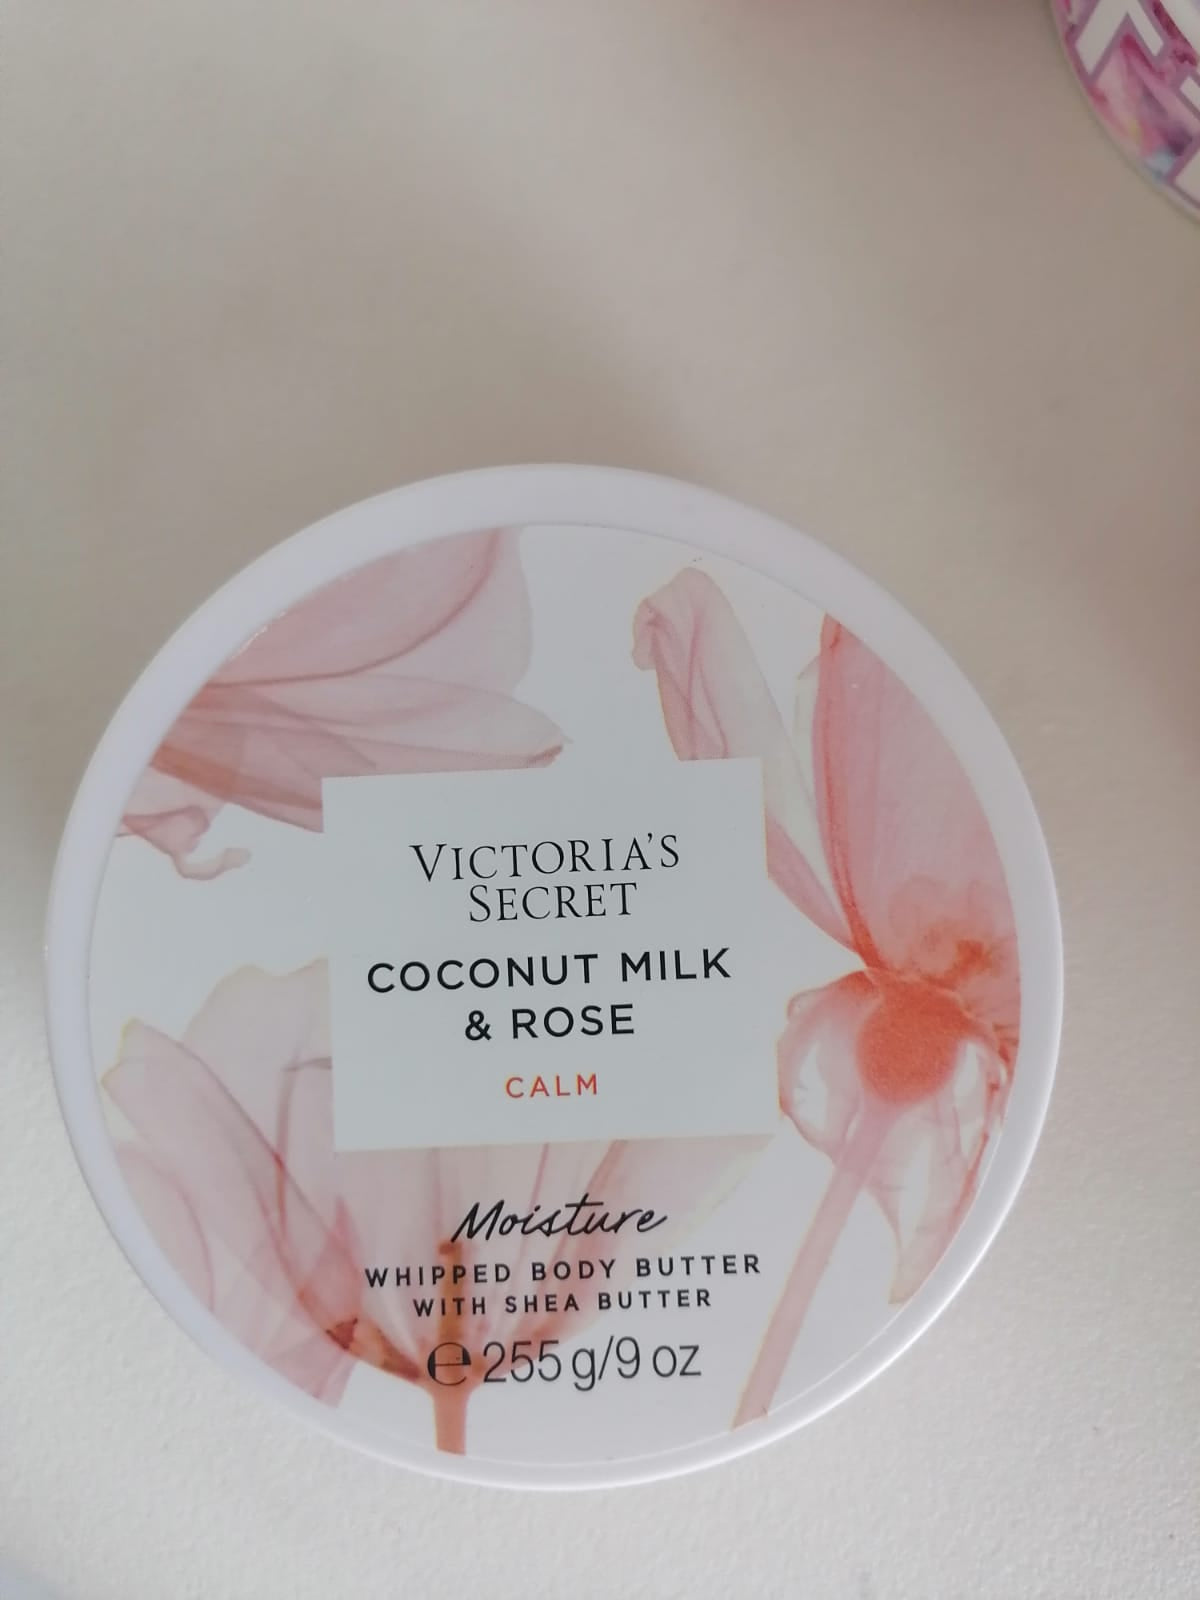 VICTORIA'S
SECRET
COCONUT MILK
& ROSE
CALM
Moisture
WHIPPED BODY BUTTER
WITH SHEA BUTTER
℮ 255 g/9 oz